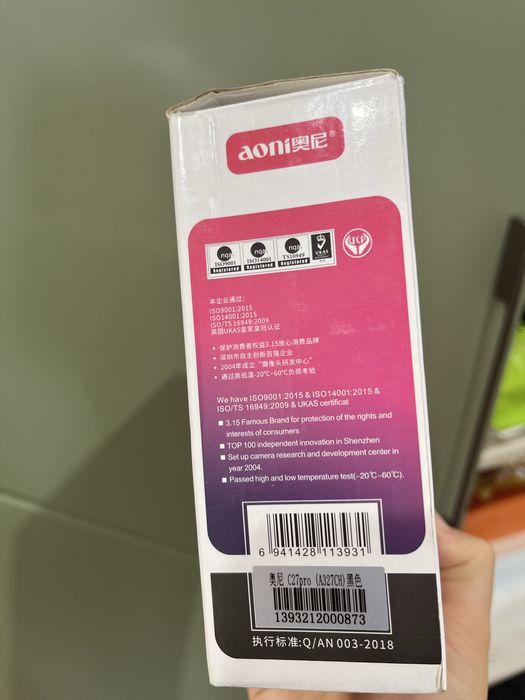 aoni奥尼®
nqa nqa nqa
ISO9001 ISO14001 TS16949 UKAS
Registered Registered Registered
UKP
本企业通过:
ISO9001:2015
ISO14001:2015
ISO/TS 16949:2009
英国UKAS皇家皇冠认证
• 保护消费者权益3.15放心消费品牌
• 深圳市自主创新百强企业
• 2004年成立“摄像头研发中心”
• 通过高低温-20℃~60℃负荷考验
We have ISO9001:2015 & ISO14001:2015 &
ISO/TS 16949:2009 & UKAS certificat
■ 3.15 Famous Brand for protection of the rights and
interests of consumers
■ TOP 100 independent innovation in Shenzhen
■ Set up camera research and development center in
year 2004.
■ Passed high and low temperature test(-20℃~60℃).
6 941428 113931
奥尼 C27pro (A327CH)黑色
1393212000873
执行标准:Q/AN 003-2018